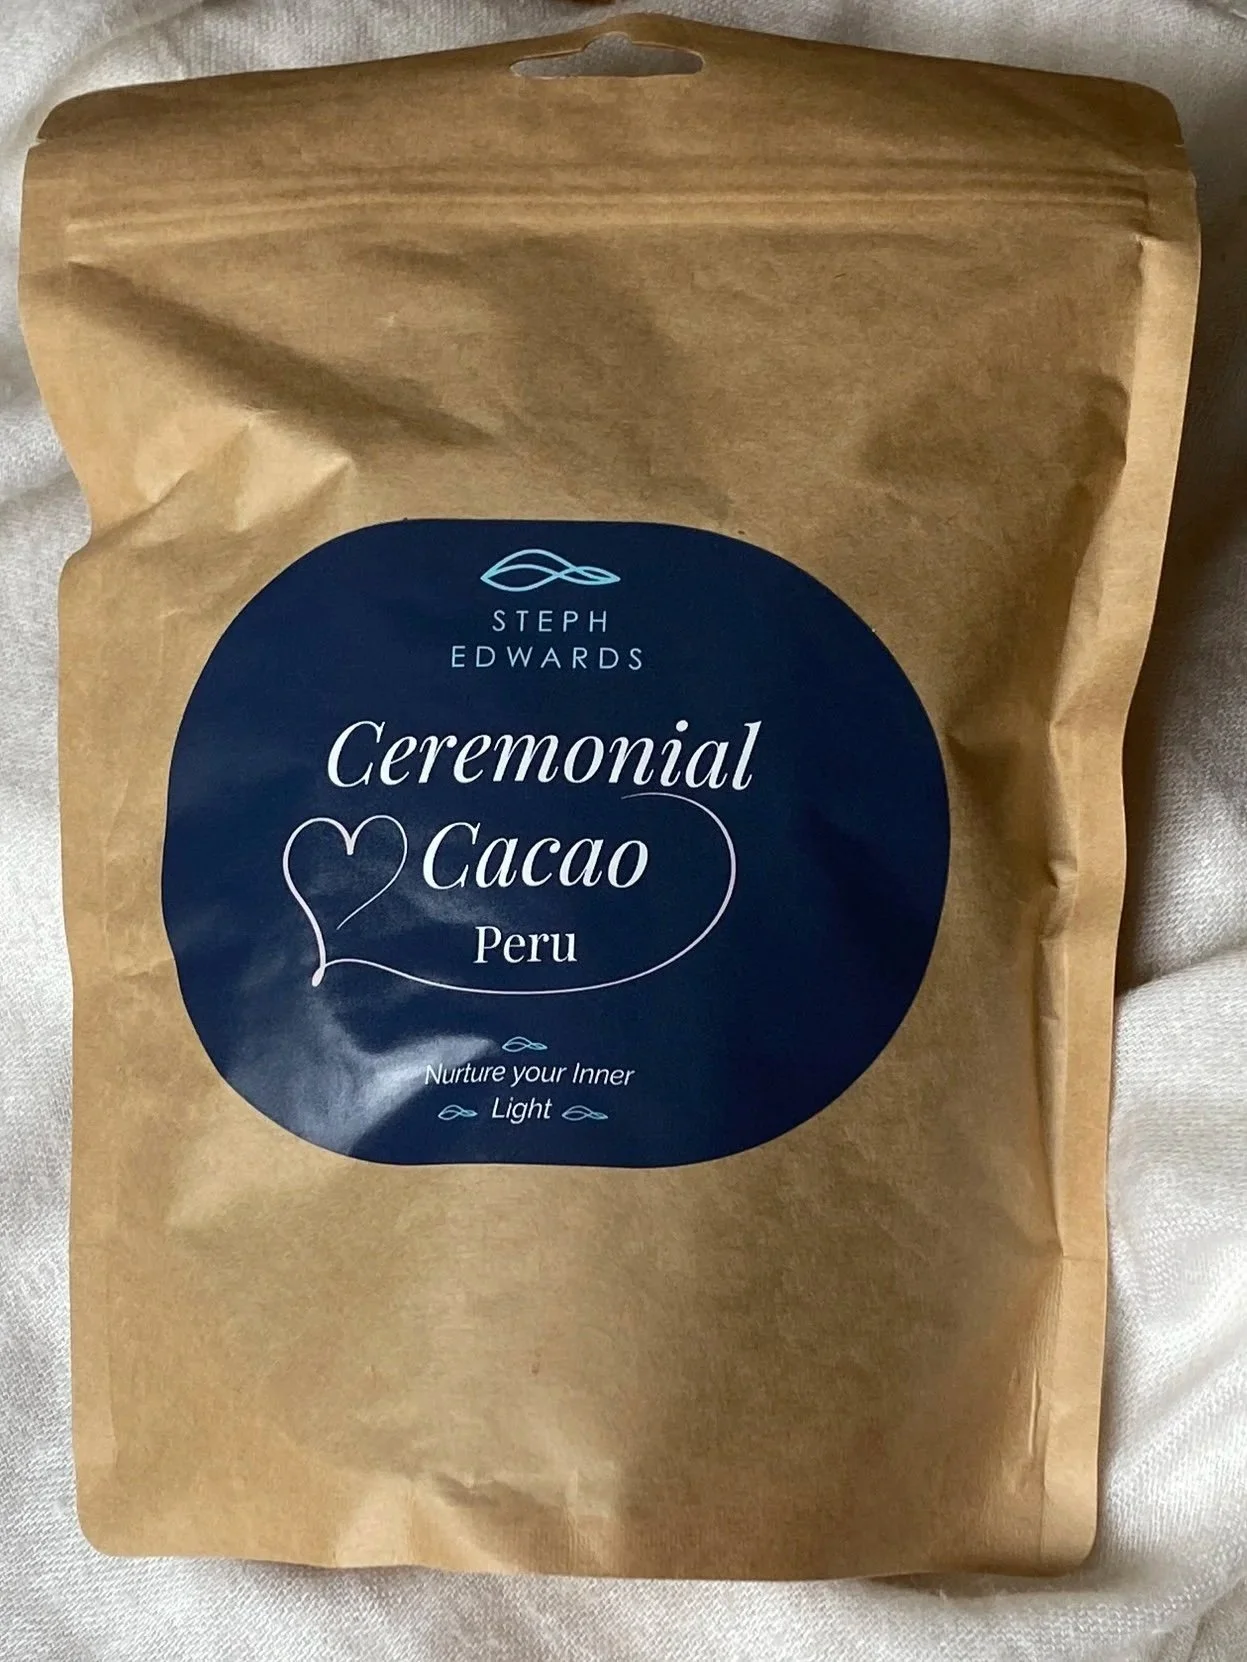 STEPH
EDWARDS
Ceremonial
Cacao
Peru
Nurture your Inner
Light